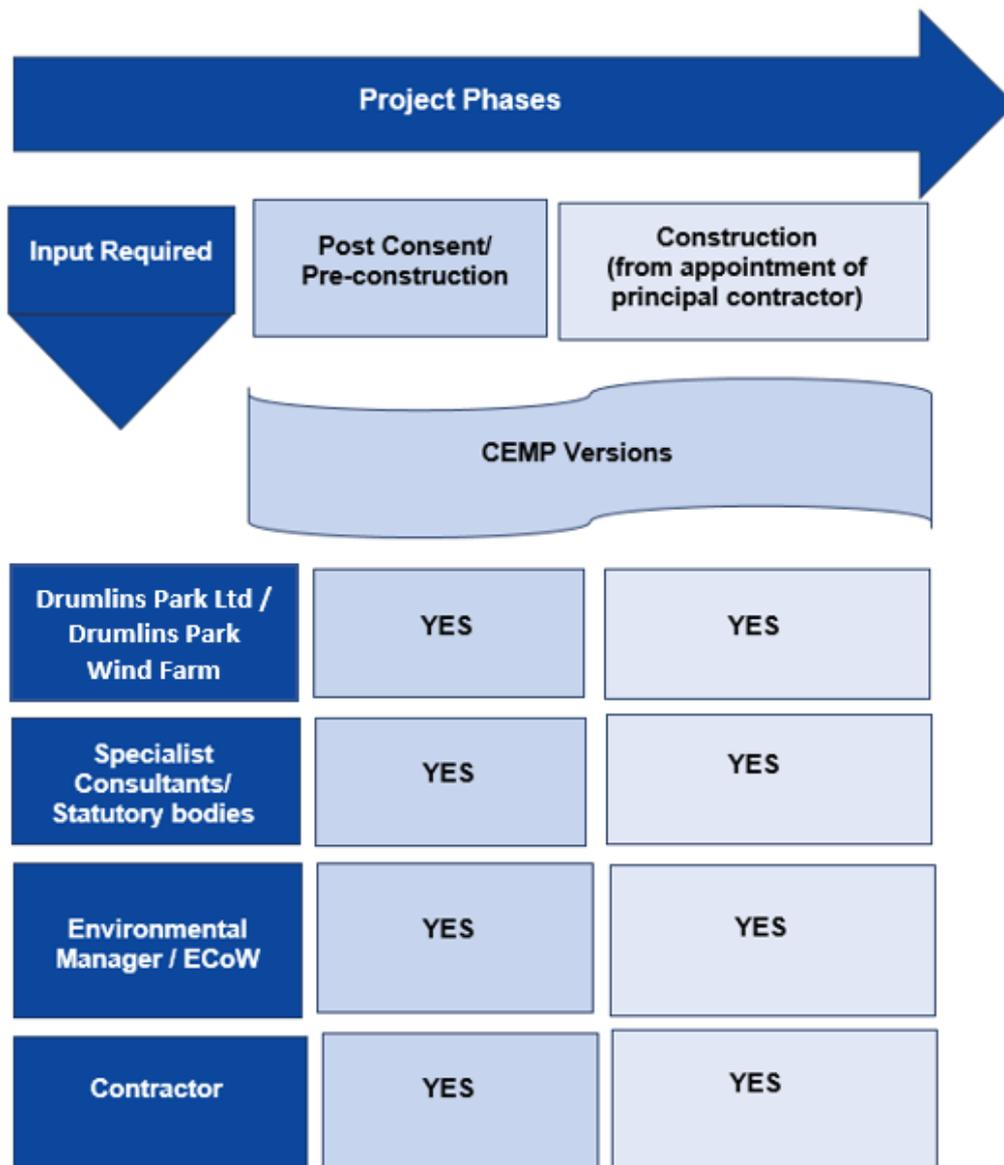 Project Phases
Input Required
Post Consent/
Pre-construction
Construction
(from appointment of
principal contractor)
CEMP Versions
Drumlins Park Ltd /
Drumlins Park
Wind Farm
YES
YES
Specialist
Consultants/
Statutory bodies
YES
YES
Environmental
Manager / ECoW
YES
YES
Contractor
YES
YES